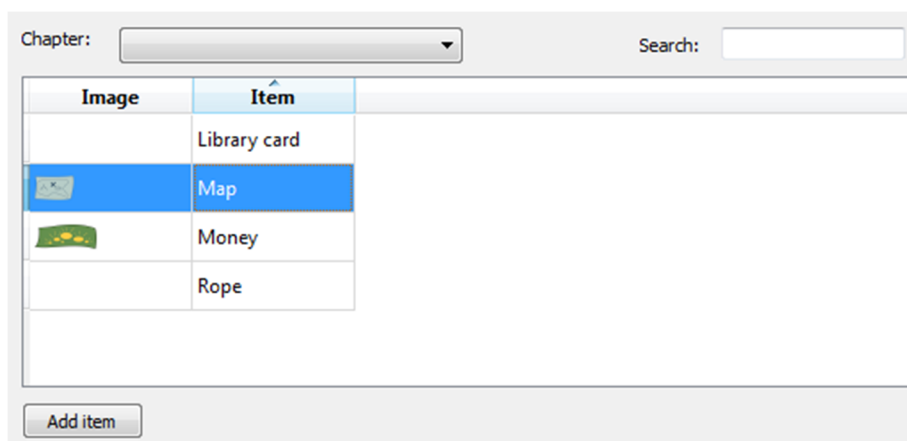 Chapter: Search:
Image Item
Library card
Map
Money
Rope
Add item